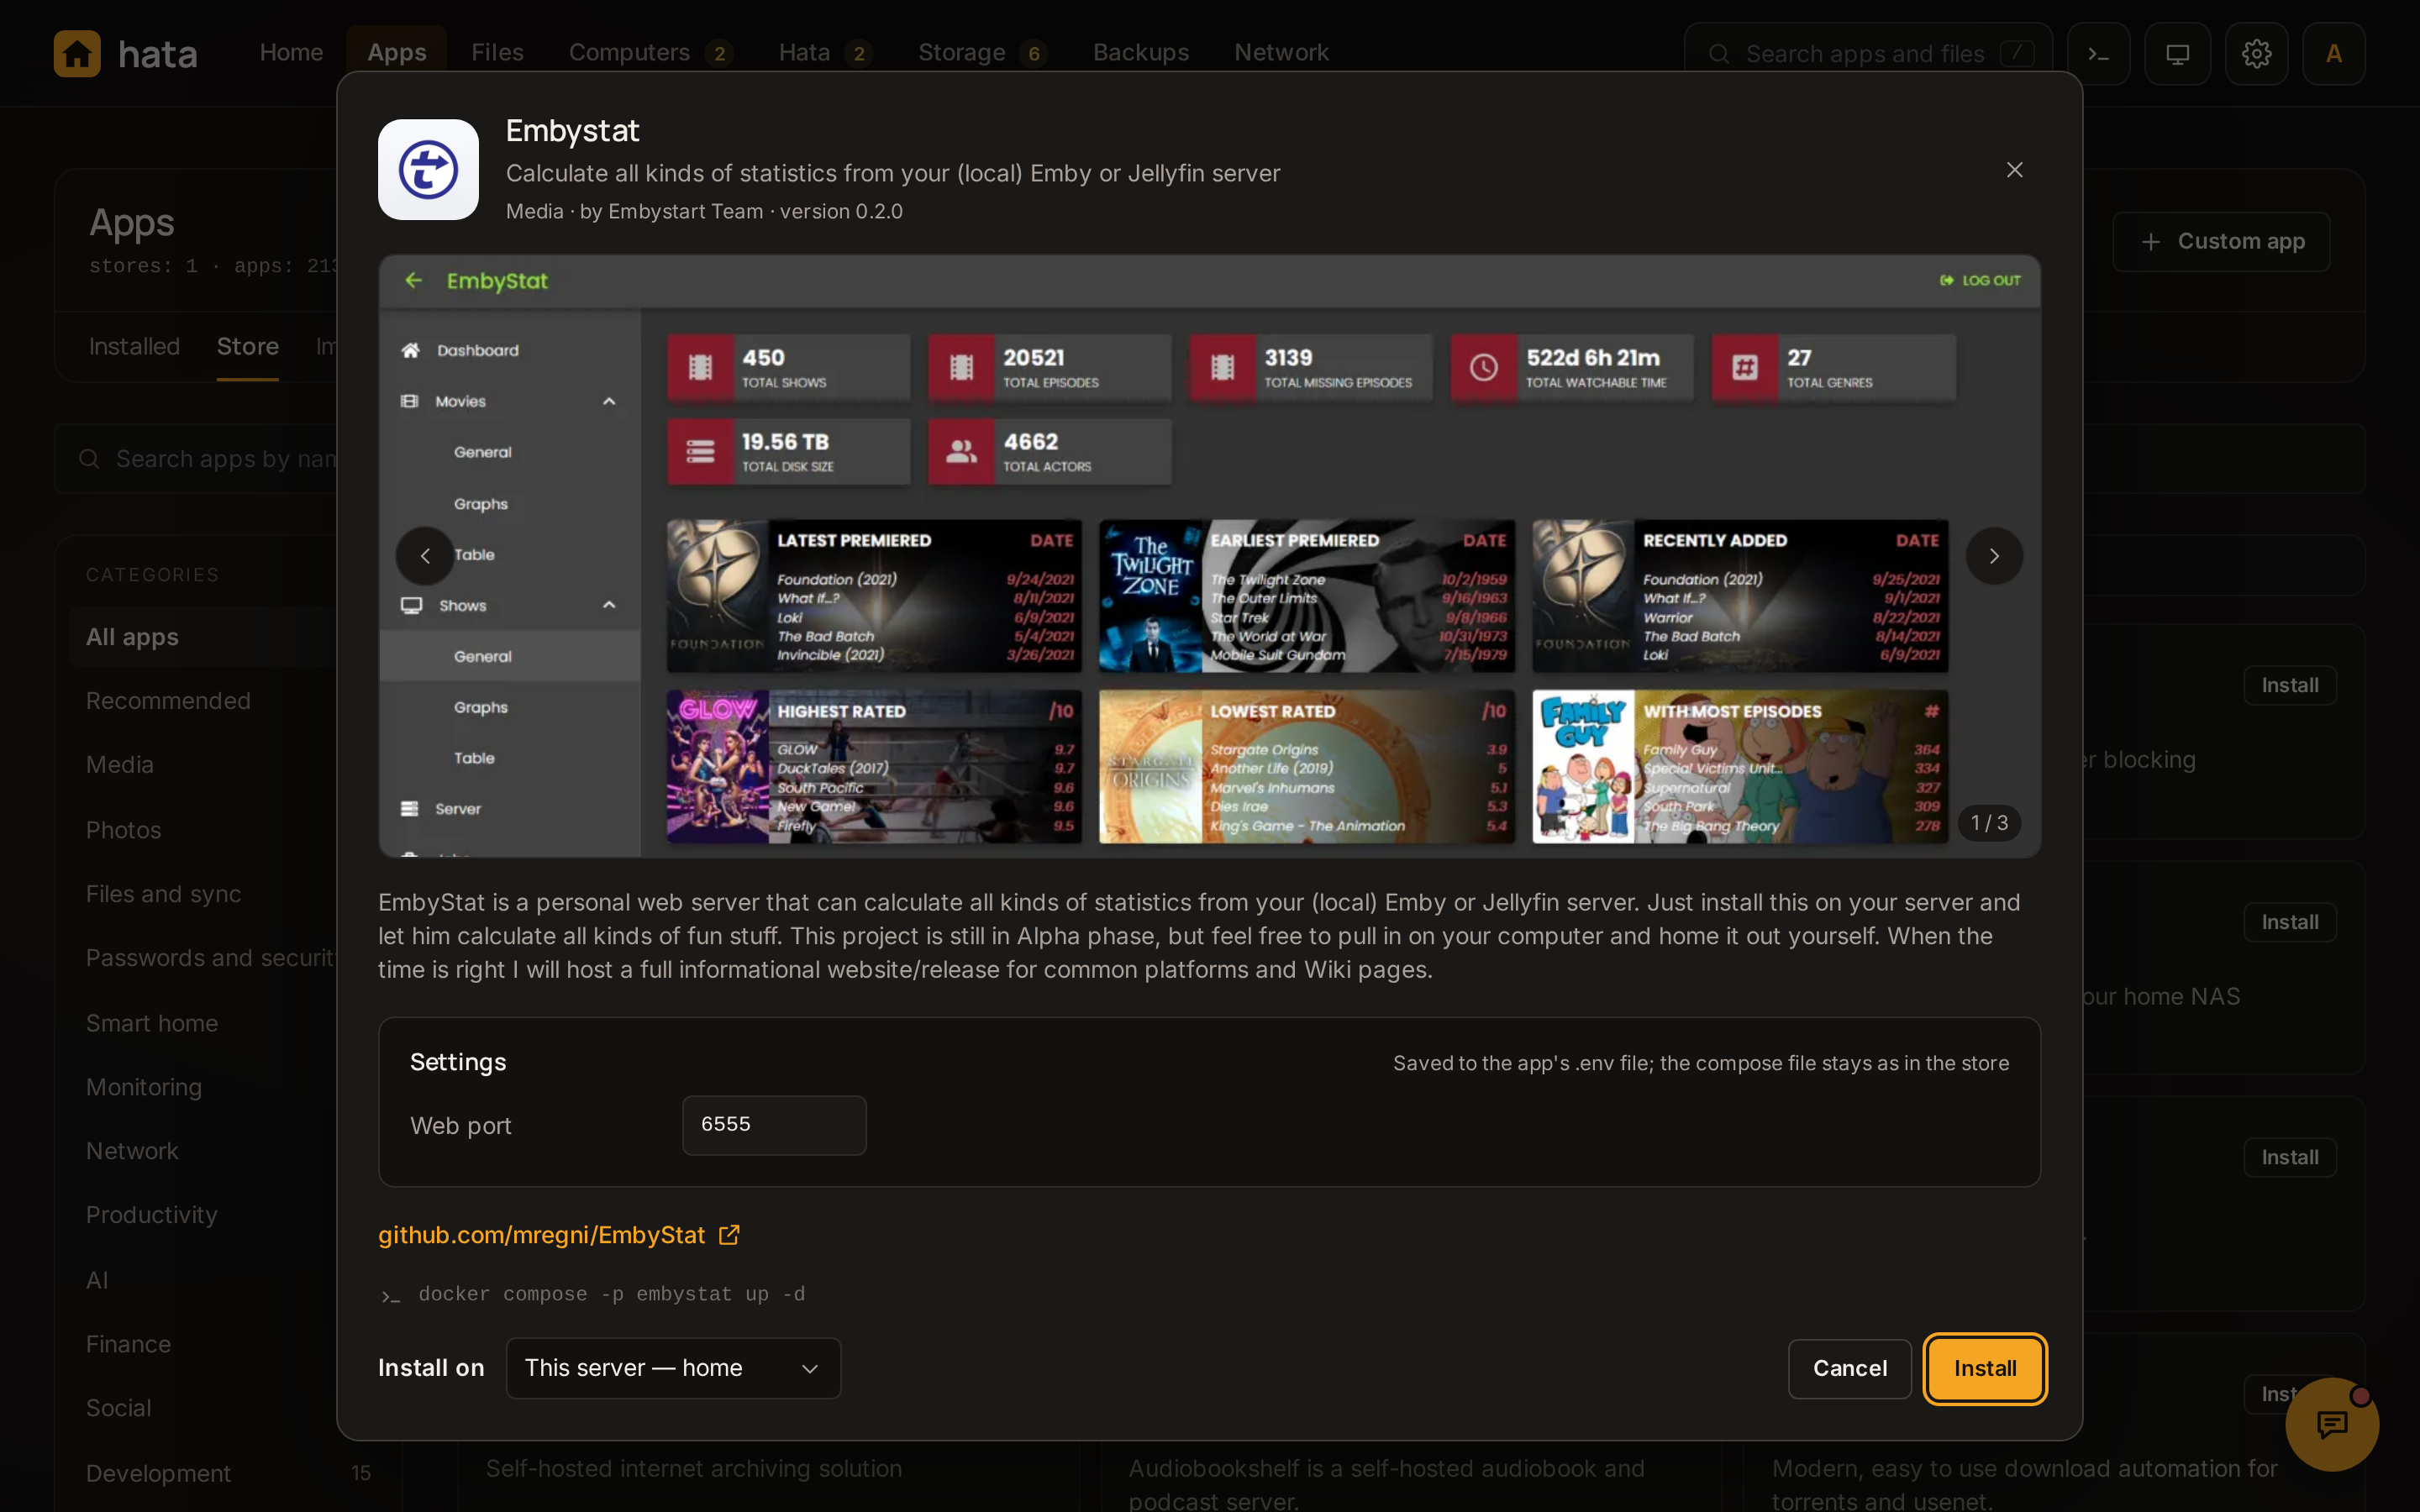 hata
Home
Apps
Files
Computers 2
Hata 2
Storage 6
Backups
Network
Search apps and files /
A
Apps
stores: 1 · apps: 213
Custom app
Installed
Store
Search apps by nam
CATEGORIES
All apps
Recommended
Media
Photos
Files and sync
Passwords and securit
Smart home
Monitoring
Network
Productivity
AI
Finance
Social
Development 15
Embystat
Calculate all kinds of statistics from your (local) Emby or Jellyfin server
Media · by Embystart Team · version 0.2.0
EmbyStat
LOG OUT
Dashboard
Movies
General
Graphs
Table
Shows
General
Graphs
Table
Server
450
TOTAL SHOWS
20521
TOTAL EPISODES
3139
TOTAL MISSING EPISODES
522d 6h 21m
TOTAL WATCHABLE TIME
27
TOTAL GENRES
19.56 TB
TOTAL DISK SIZE
4662
TOTAL ACTORS
FOUNDATION
LATEST PREMIERED DATE
Foundation (2021) 9/24/2021
What If...? 8/11/2021
Loki 6/9/2021
The Bad Batch 5/4/2021
Invincible (2021) 3/26/2021
The
TWILIGHT
ZONE
EARLIEST PREMIERED DATE
The Twilight Zone 10/2/1959
The Outer Limits 9/16/1963
Star Trek 9/8/1966
The World at War 10/31/1973
Mobile Suit Gundam 7/15/1979
FOUNDATION
RECENTLY ADDED DATE
Foundation (2021) 9/25/2021
What If...? 9/1/2021
Warrior 8/22/2021
The Bad Batch 8/14/2021
Loki 6/9/2021
GLOW
HIGHEST RATED /10
GLOW 9.7
DuckTales (2017) 9.7
South Pacific 9.6
New Game! 9.6
Firefly 9.5
STARGATE
ORIGINS
LOWEST RATED /10
Stargate Origins 3.9
Another Life (2019) 5
Marvel's Inhumans 5.1
Dies Irae 5.3
King's Game - The Animation 5.4
FAMILY
GUY
WITH MOST EPISODES #
Family Guy 364
Special Victims Unit... 334
Supernatural 327
South Park 309
The Big Bang Theory 278
1 / 3
EmbyStat is a personal web server that can calculate all kinds of statistics from your (local) Emby or Jellyfin server. Just install this on your server and
let him calculate all kinds of fun stuff. This project is still in Alpha phase, but feel free to pull in on your computer and home it out yourself. When the
time is right I will host a full informational website/release for common platforms and Wiki pages.
Settings
Saved to the app's .env file; the compose file stays as in the store
Web port
6555
github.com/mregni/EmbyStat
docker compose -p embystat up -d
Install on
This server — home
Cancel
Install
Install
er blocking
Install
our home NAS
Install
Inst
Self-hosted internet archiving solution
Audiobookshelf is a self-hosted audiobook and
podcast server.
Modern, easy to use download automation for
torrents and usenet.